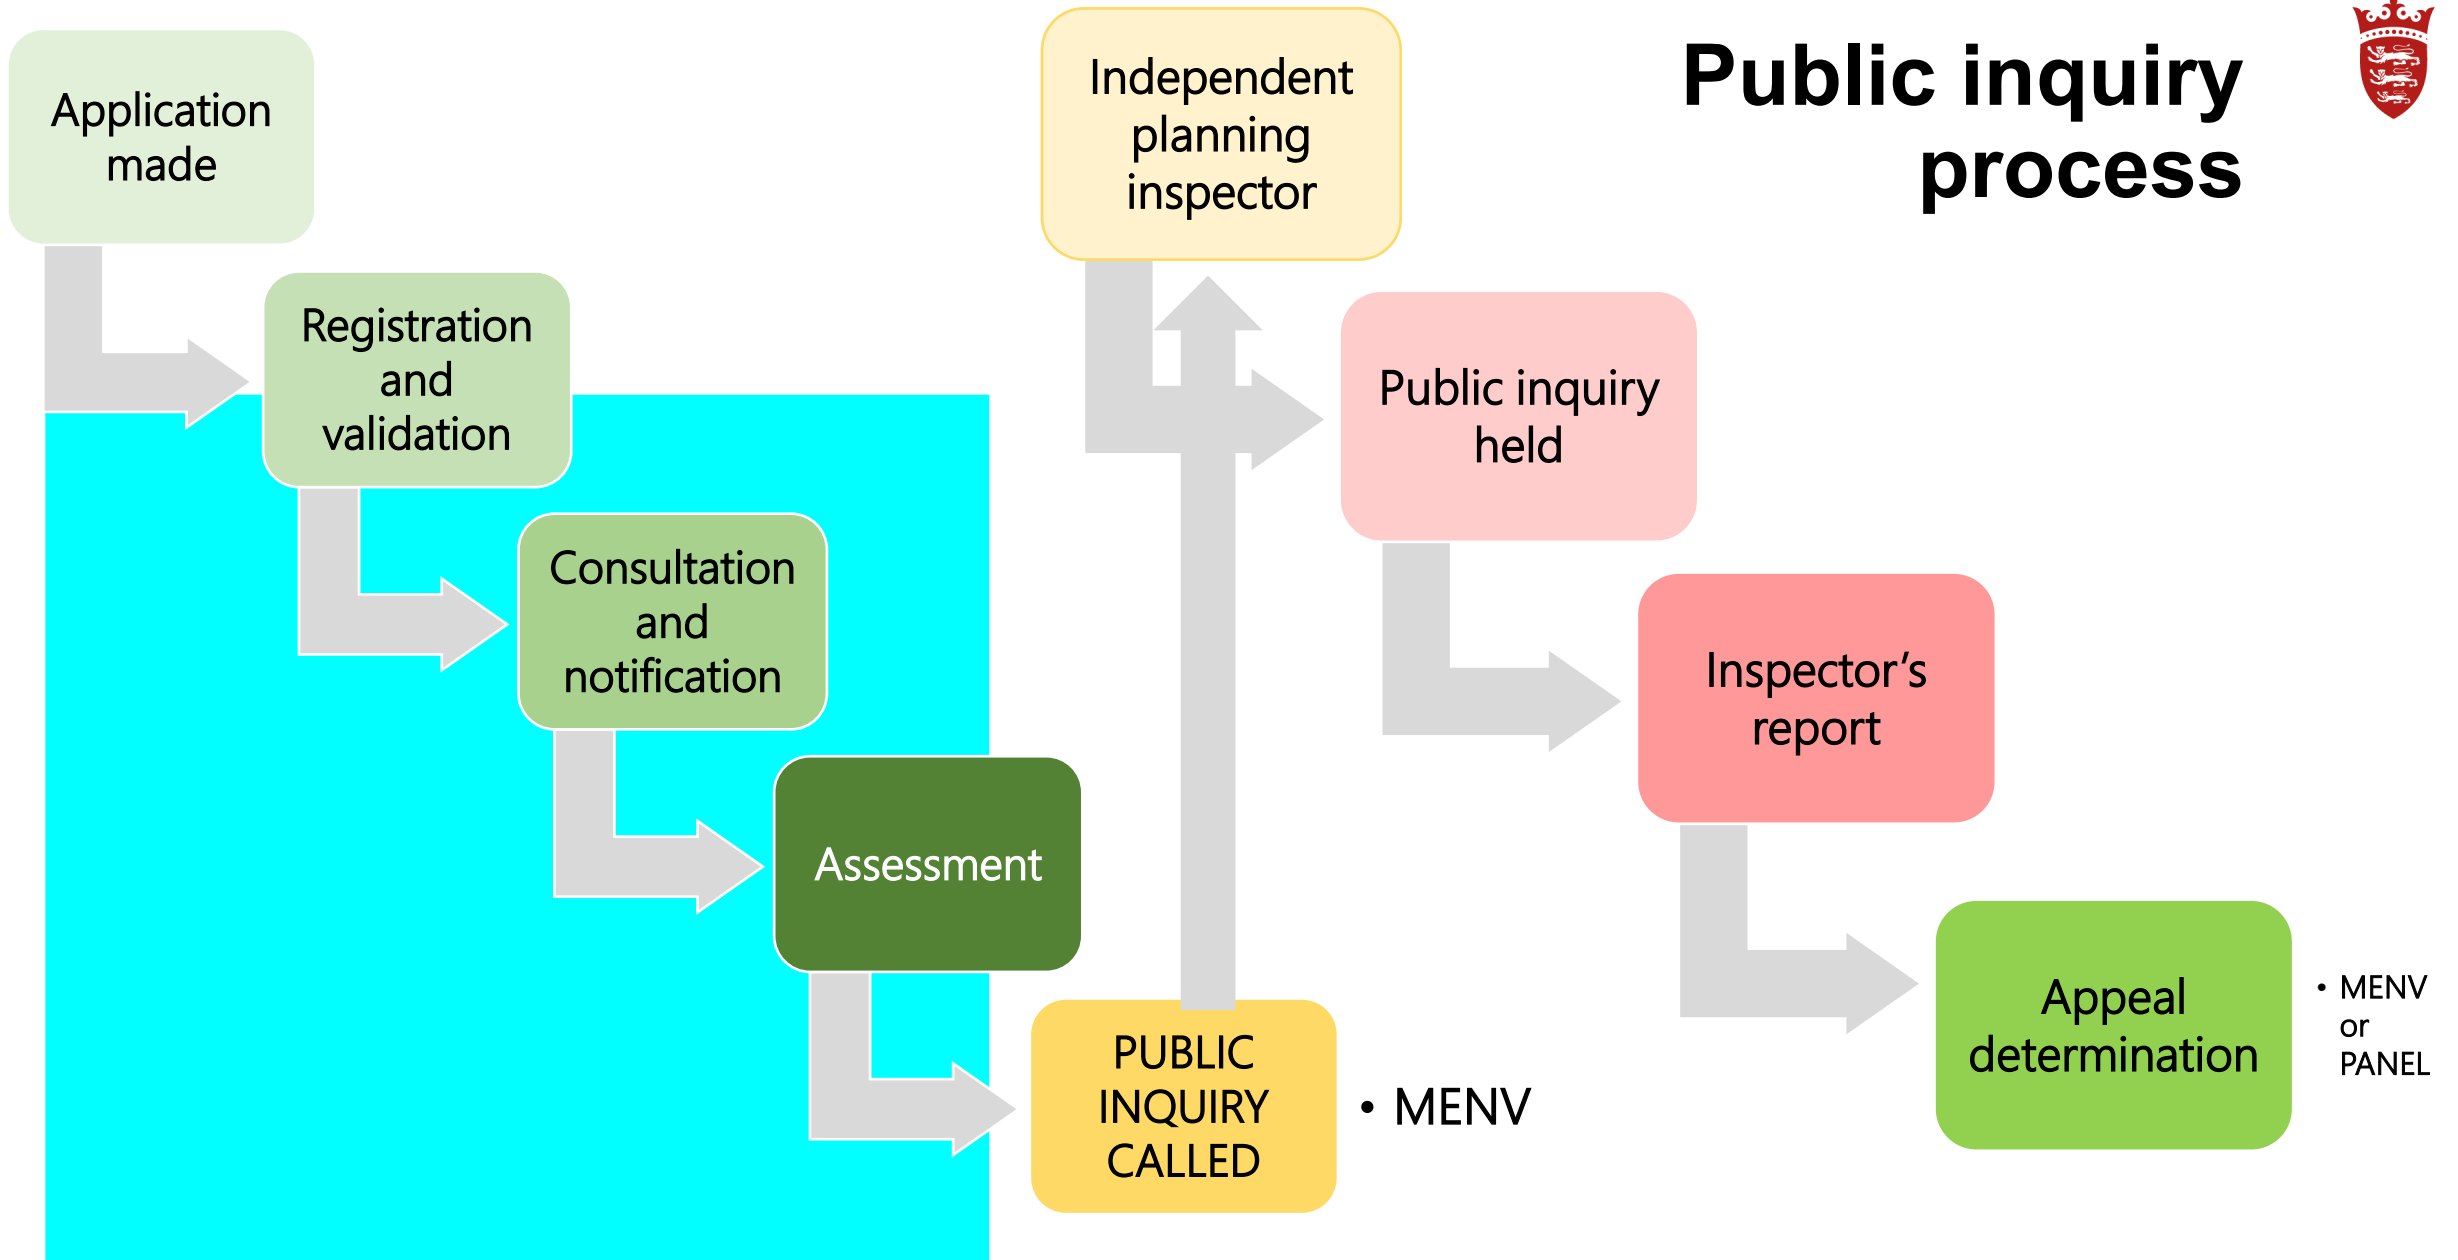 Public inquiry
process
Application
made
Registration
and
validation
Consultation
and
notification
Assessment
PUBLIC
INQUIRY
CALLED
• MENV
Independent
planning
inspector
Public inquiry
held
Inspector’s
report
Appeal
determination
• MENV
or
PANEL